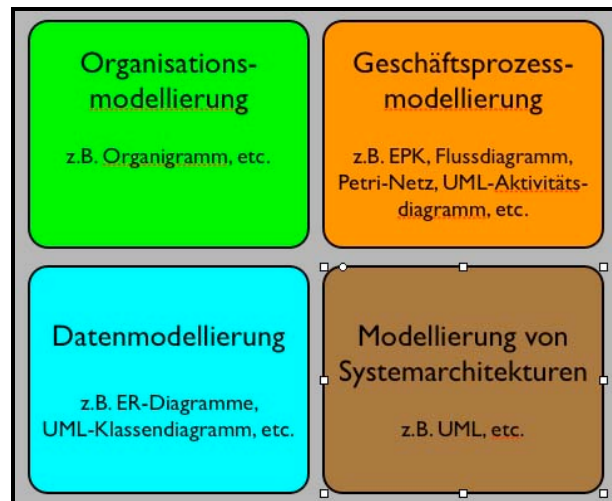 Organisations-
modellierung
z.B. Organigramm, etc.
Geschäftsprozess-
modellierung
z.B. EPK, Flussdiagramm,
Petri-Netz, UML-Aktivitäts-
diagramm, etc.
Datenmodellierung
z.B. ER-Diagramme,
UML-Klassendiagramm, etc.
Modellierung von
Systemarchitekturen
z.B. UML, etc.